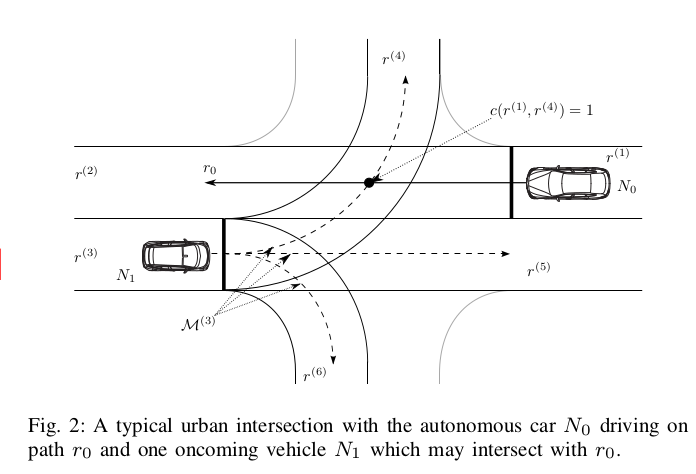 r^(4)
c(r^(1), r^(4)) = 1
r^(1)
r^(2)
r_0
N_0
r^(3)
N_1
r^(5)
M^(3)
r^(6)
Fig. 2: A typical urban intersection with the autonomous car N_0 driving on
path r_0 and one oncoming vehicle N_1 which may intersect with r_0.